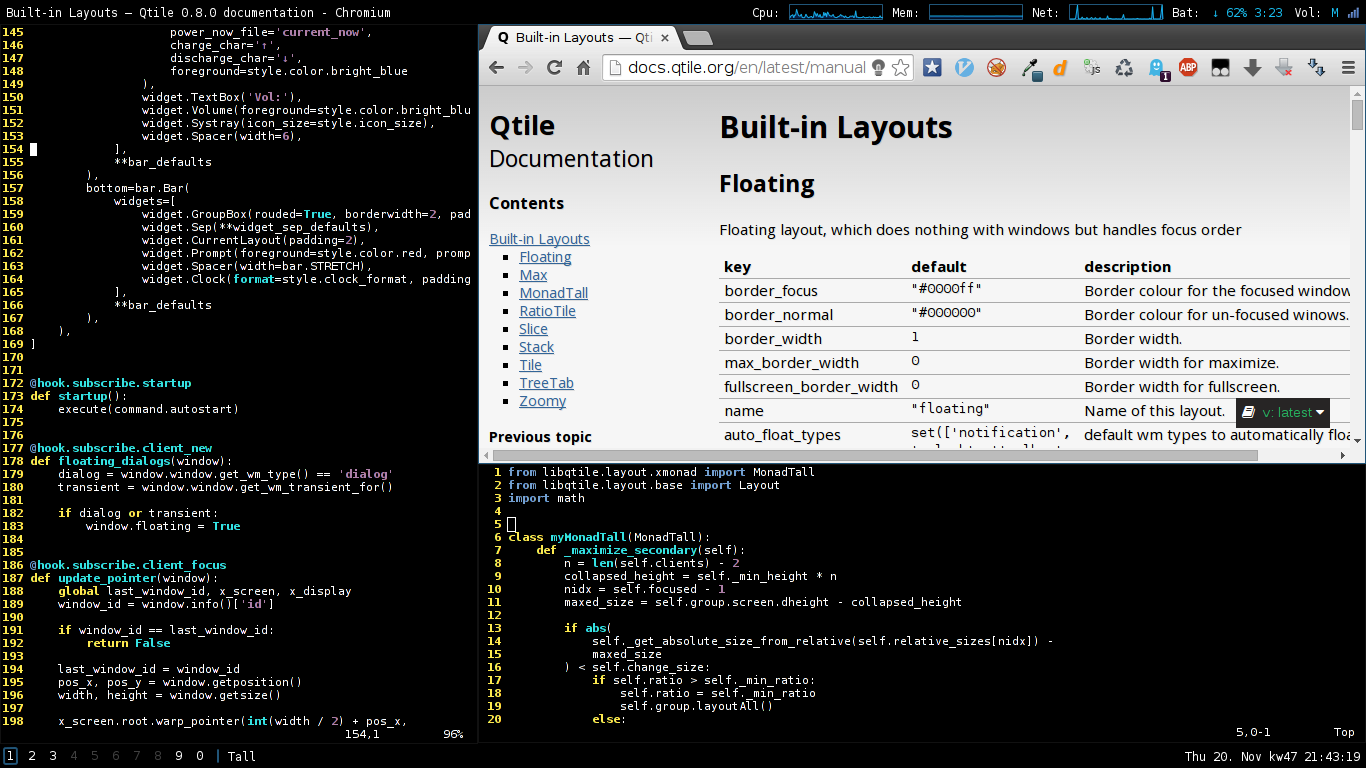 Built-in Layouts — Qtile 0.8.0 documentation - Chromium
Cpu: Mem: Net: Bat: ↓ 62% 3:23 Vol: M
145 power_now_file='current_now',
146 charge_char='↑',
147 discharge_char='↓',
148 foreground=style.color.bright_blue
149 ),
150 widget.TextBox('Vol:'),
151 widget.Volume(foreground=style.color.bright_blu
152 widget.Systray(icon_size=style.icon_size),
153 widget.Spacer(width=6),
154 ],
155 **bar_defaults
156 ),
157 bottom=bar.Bar(
158 widgets=[
159 widget.GroupBox(rouded=True, borderwidth=2, pad
160 widget.Sep(**widget_sep_defaults),
161 widget.CurrentLayout(padding=2),
162 widget.Prompt(foreground=style.color.red, promp
163 widget.Spacer(width=bar.STRETCH),
164 widget.Clock(format=style.clock_format, padding
165 ],
166 **bar_defaults
167 ),
168 ),
169 ]
170
171
172 @hook.subscribe.startup
173 def startup():
174 execute(command.autostart)
175
176
177 @hook.subscribe.client_new
178 def floating_dialogs(window):
179 dialog = window.window.get_wm_type() == 'dialog'
180 transient = window.window.get_wm_transient_for()
181
182 if dialog or transient:
183 window.floating = True
184
185
186 @hook.subscribe.client_focus
187 def update_pointer(window):
188 global last_window_id, x_screen, x_display
189 window_id = window.info()['id']
190
191 if window_id == last_window_id:
192 return False
193
194 last_window_id = window_id
195 pos_x, pos_y = window.getposition()
196 width, height = window.getsize()
197
198 x_screen.root.warp_pointer(int(width / 2) + pos_x,
154,1 96%
Q Built-in Layouts — Qti
docs.qtile.org/en/latest/manual
js
1
ABP
Qtile
Documentation
Contents
Built-in Layouts
Floating
Max
MonadTall
RatioTile
Slice
Stack
Tile
TreeTab
Zoomy
Previous topic
Built-in Layouts
Floating
Floating layout, which does nothing with windows but handles focus order
key default description
border_focus "#0000ff" Border colour for the focused window
border_normal "#000000" Border colour for un-focused winows.
border_width 1 Border width.
max_border_width 0 Border width for maximize.
fullscreen_border_width 0 Border width for fullscreen.
name "floating" Name of this layout.
v: latest
auto_float_types set(['notification', default wm types to automatically floa
1 from libqtile.layout.xmonad import MonadTall
2 from libqtile.layout.base import Layout
3 import math
4
5
6 class myMonadTall(MonadTall):
7 def _maximize_secondary(self):
8 n = len(self.clients) - 2
9 collapsed_height = self._min_height * n
10 nidx = self.focused - 1
11 maxed_size = self.group.screen.dheight - collapsed_height
12
13 if abs(
14 self._get_absolute_size_from_relative(self.relative_sizes[nidx]) -
15 maxed_size
16 ) < self.change_size:
17 if self.ratio > self._min_ratio:
18 self.ratio = self._min_ratio
19 self.group.layoutAll()
20 else:
5,0-1 Top
1 2 3 4 5 6 7 8 9 0 | Tall
Thu 20. Nov kw47 21:43:19